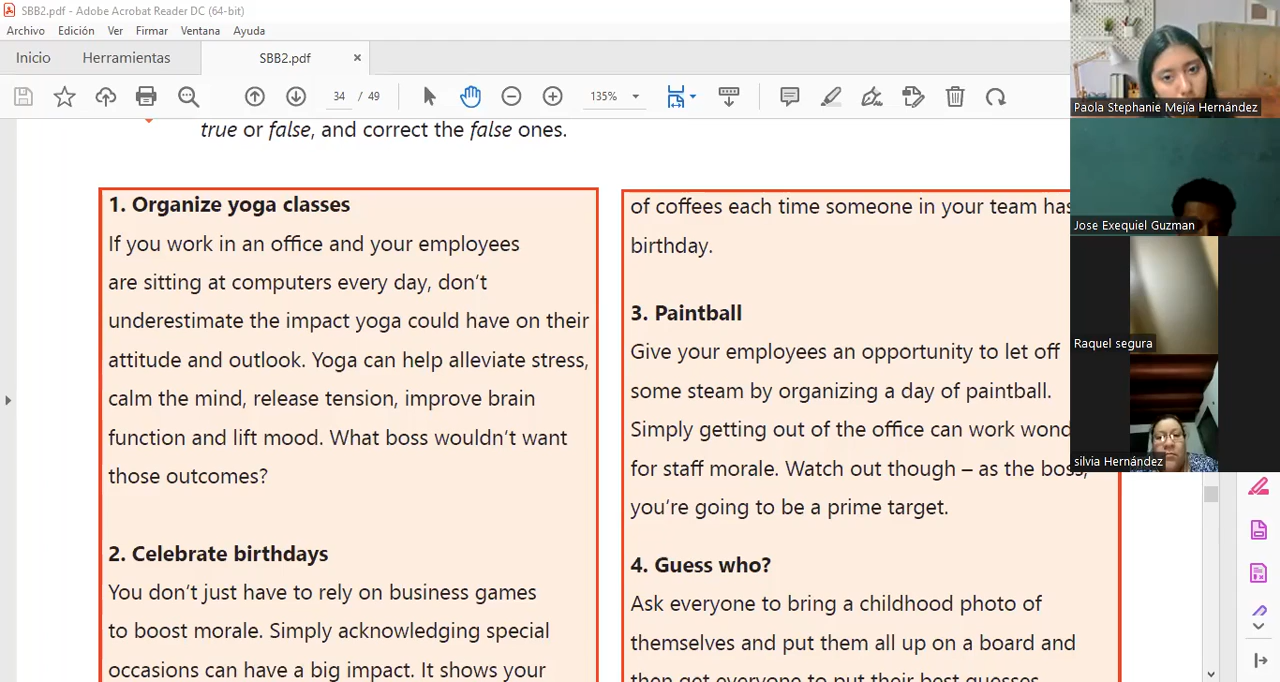 SBB2.pdf - Adobe Acrobat Reader DC (64-bit)
Archivo Edición Ver Firmar Ventana Ayuda
Inicio Herramientas SBB2.pdf ×
34 / 49 135%
true or false, and correct the false ones.
1. Organize yoga classes
If you work in an office and your employees
are sitting at computers every day, don't
underestimate the impact yoga could have on their
attitude and outlook. Yoga can help alleviate stress,
calm the mind, release tension, improve brain
function and lift mood. What boss wouldn't want
those outcomes?
2. Celebrate birthdays
You don't just have to rely on business games
to boost morale. Simply acknowledging special
occasions can have a big impact. It shows your
of coffees each time someone in your team has
birthday.
3. Paintball
Give your employees an opportunity to let off
some steam by organizing a day of paintball.
Simply getting out of the office can work wond
for staff morale. Watch out though – as the boss,
you're going to be a prime target.
4. Guess who?
Ask everyone to bring a childhood photo of
themselves and put them all up on a board and
then get everyone to put their best guesses
Paola Stephanie Mejía Hernández
Jose Exequiel Guzman
Raquel segura
silvia Hernández